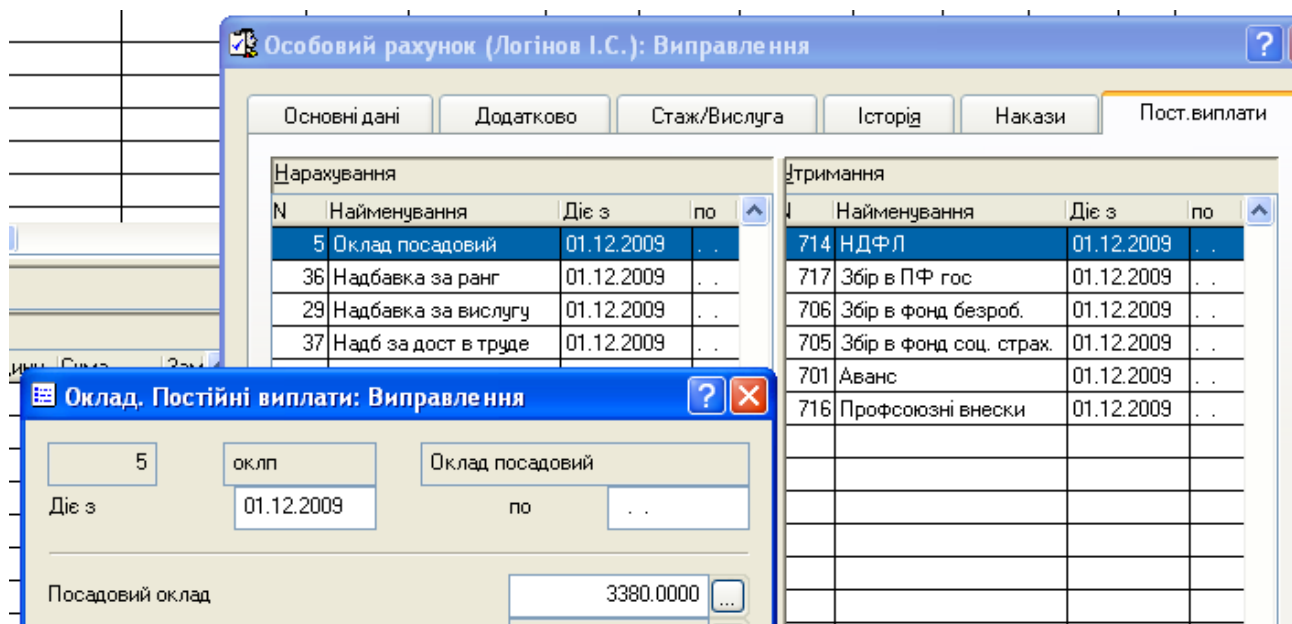 Особовий рахунок (Логінов І.С.): Виправлення
Основні дані Додатково Стаж/Вислуга Історія Накази Пост.виплати
Нарахування
N Найменування Діє з по
5 Оклад посадовий 01.12.2009 . .
36 Надбавка за ранг 01.12.2009 . .
29 Надбавка за вислугу 01.12.2009 . .
37 Надб за дост в труде 01.12.2009 . .
Утримання
N Найменування Діє з по
714 НДФЛ 01.12.2009 . .
717 Збір в ПФ гос 01.12.2009 . .
706 Збір в фонд безроб. 01.12.2009 . .
705 Збір в фонд соц. страх. 01.12.2009 . .
701 Аванс 01.12.2009 . .
716 Профсоюзні внески 01.12.2009 . .
Оклад. Постійні виплати: Виправлення
5 оклп Оклад посадовий
Діє з 01.12.2009 по . .
Посадовий оклад 3380.0000 ...